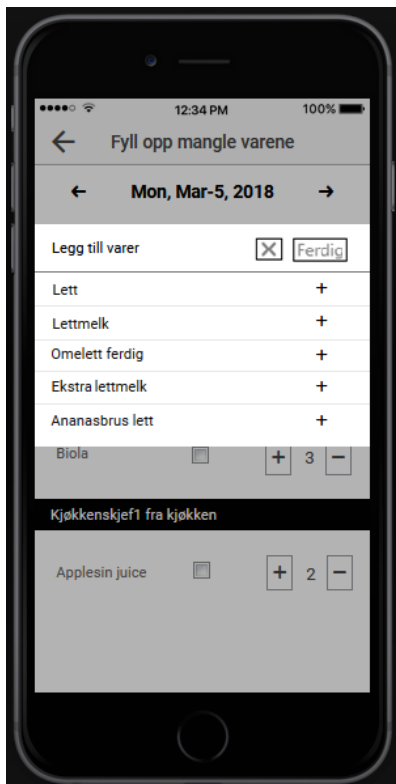 12:34 PM 100%
Fyll opp mangle varene
Mon, Mar-5, 2018
Legg till varer Ferdig
Lett +
Lettmelk +
Omelett ferdig +
Ekstra lettmelk +
Ananasbrus lett +
Biola + 3 −
Kjøkkenskjef1 fra kjøkken
Applesin juice + 2 −